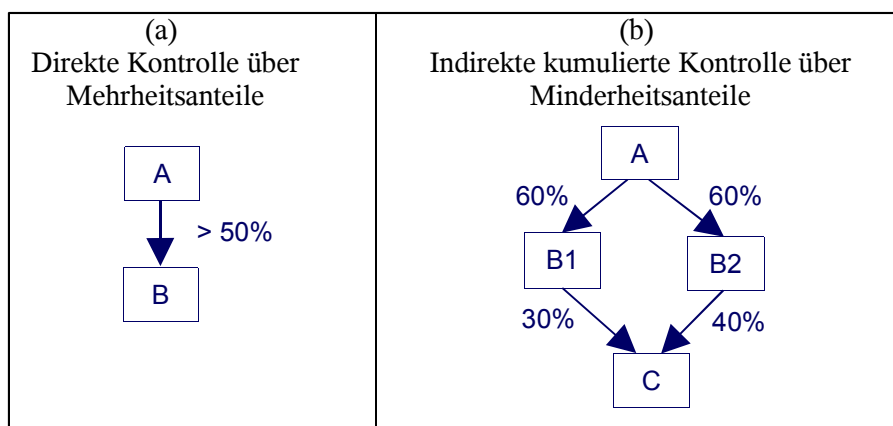 (a)
Direkte Kontrolle über
Mehrheitsanteile
A
> 50%
B
(b)
Indirekte kumulierte Kontrolle über
Minderheitsanteile
A
60% 60%
B1 B2
30% 40%
C